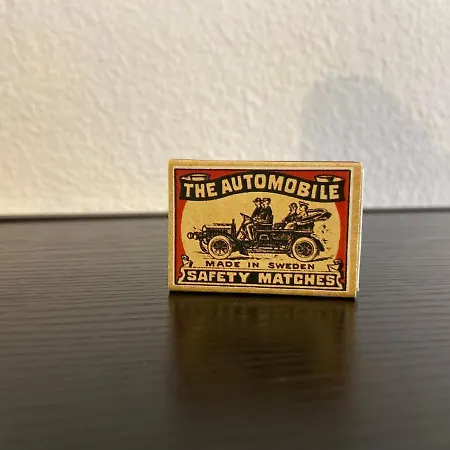 THE AUTOMOBILE
MADE IN SWEDEN
SAFETY MATCHES